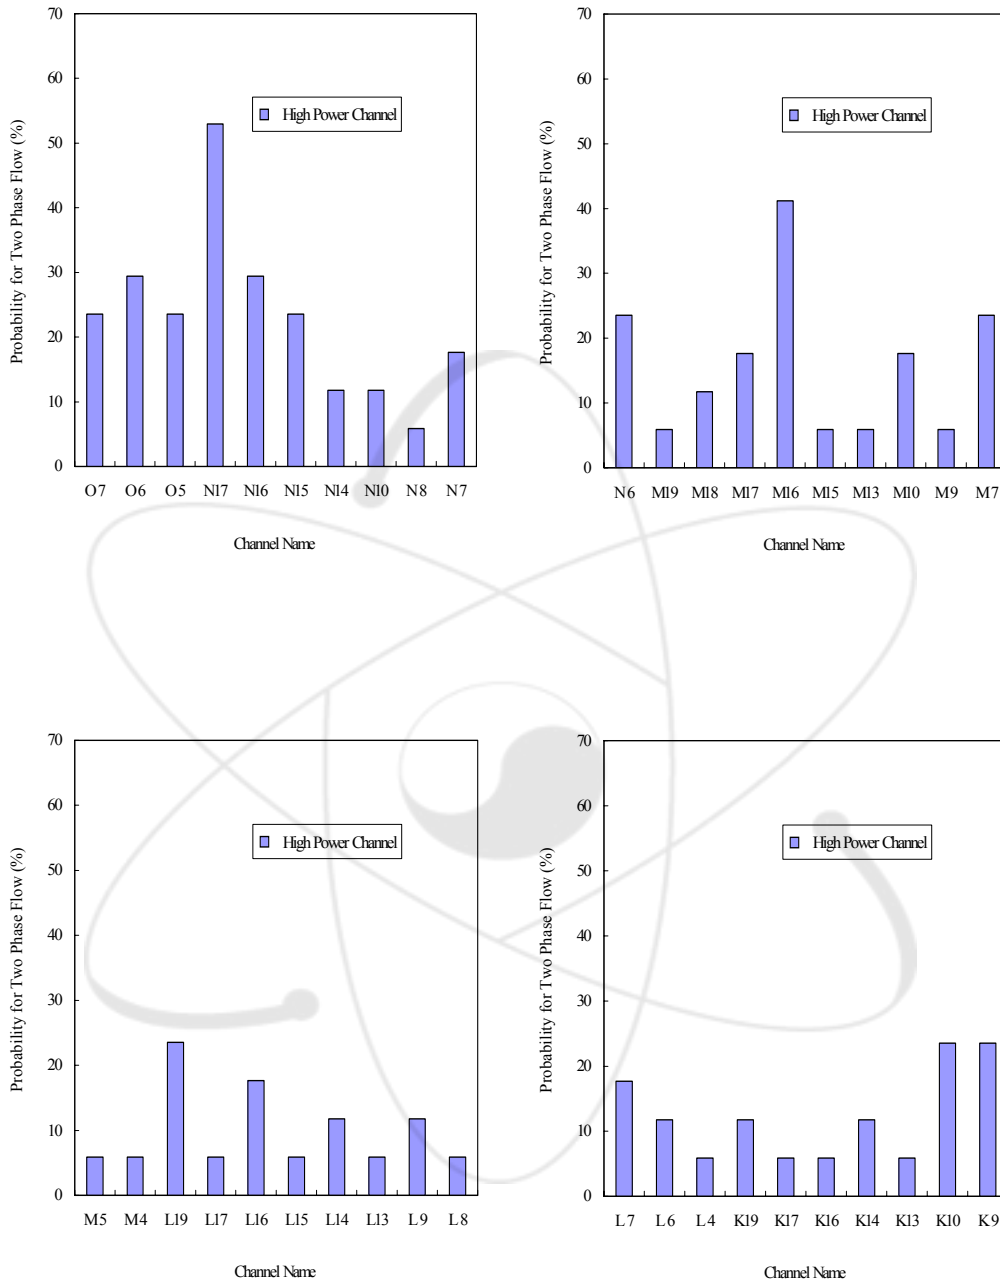 70
60
50
40
30
20
10
0
Probability for Two Phase Flow (%)
High Power Channel
O7 O6 O5 N17 N16 N15 N14 N10 N8 N7
Channel Name
70
60
50
40
30
20
10
0
Probability for Two Phase Flow (%)
High Power Channel
N6 M19 M18 M17 M16 M15 M13 M10 M9 M7
Channel Name
70
60
50
40
30
20
10
0
Probability for Two Phase Flow (%)
High Power Channel
M5 M4 L19 L17 L16 L15 L14 L13 L9 L8
Channel Name
70
60
50
40
30
20
10
0
Probability for Two Phase Flow (%)
High Power Channel
L7 L6 L4 K19 K17 K16 K14 K13 K10 K9
Channel Name